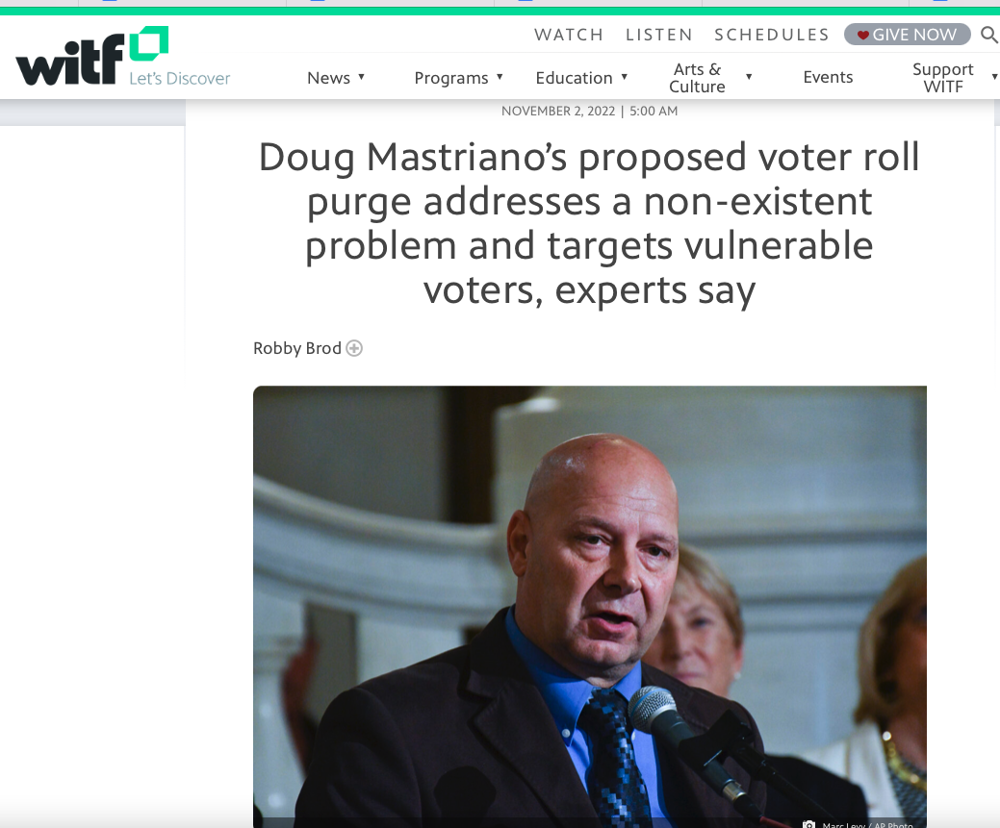 WATCH LISTEN SCHEDULES GIVE NOW
witf
Let's Discover
News ▼ Programs ▼ Education ▼ Arts & Culture ▼ Events Support WITF ▼
NOVEMBER 2, 2022 | 5:00 AM
Doug Mastriano’s proposed voter roll
purge addresses a non-existent
problem and targets vulnerable
voters, experts say
Robby Brod
Marc Levy / AP Photo